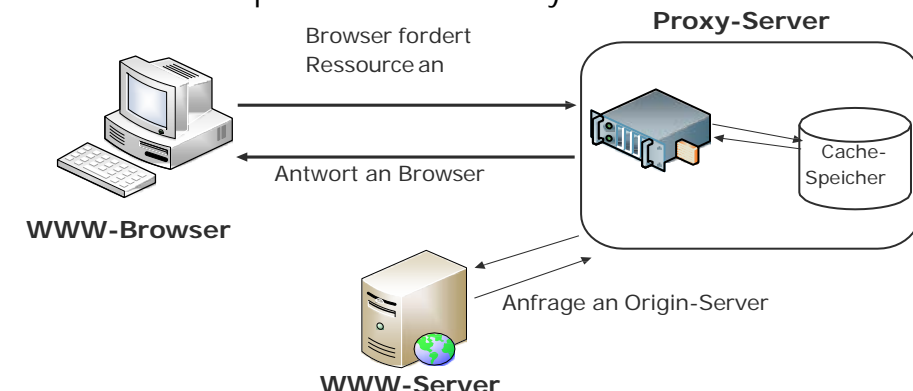 Proxy-Server
Browser fordert
Ressource an
Cache-
Speicher
Antwort an Browser
WWW-Browser
Anfrage an Origin-Server
WWW-Server